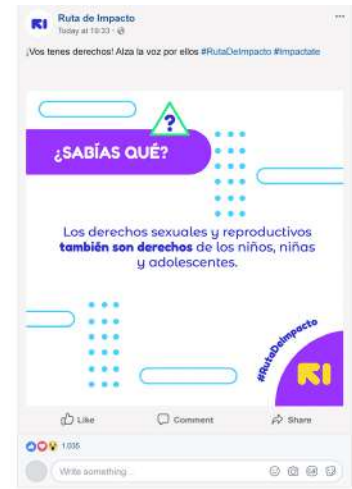 Ruta de Impacto
Today at 19:33
¡Vos tenes derechos! Alza la voz por ellos #RutaDeImpacto #Impactate
?
¿SABÍAS QUÉ?
Los derechos sexuales y reproductivos
también son derechos de los niños, niñas
y adolescentes.
#RutaDeImpacto
RI
Like Comment Share
1.035
Write something...